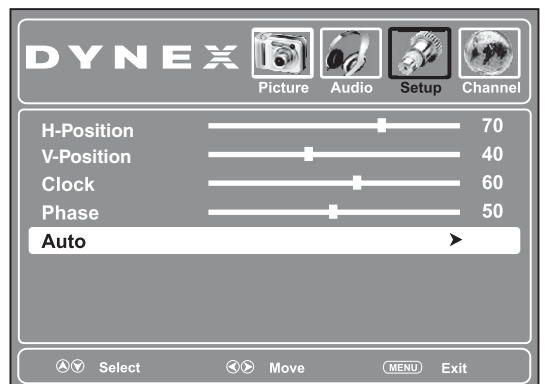 DYNEX
Picture Audio Setup Channel
H-Position 70
V-Position 40
Clock 60
Phase 50
Auto
Select Move MENU Exit